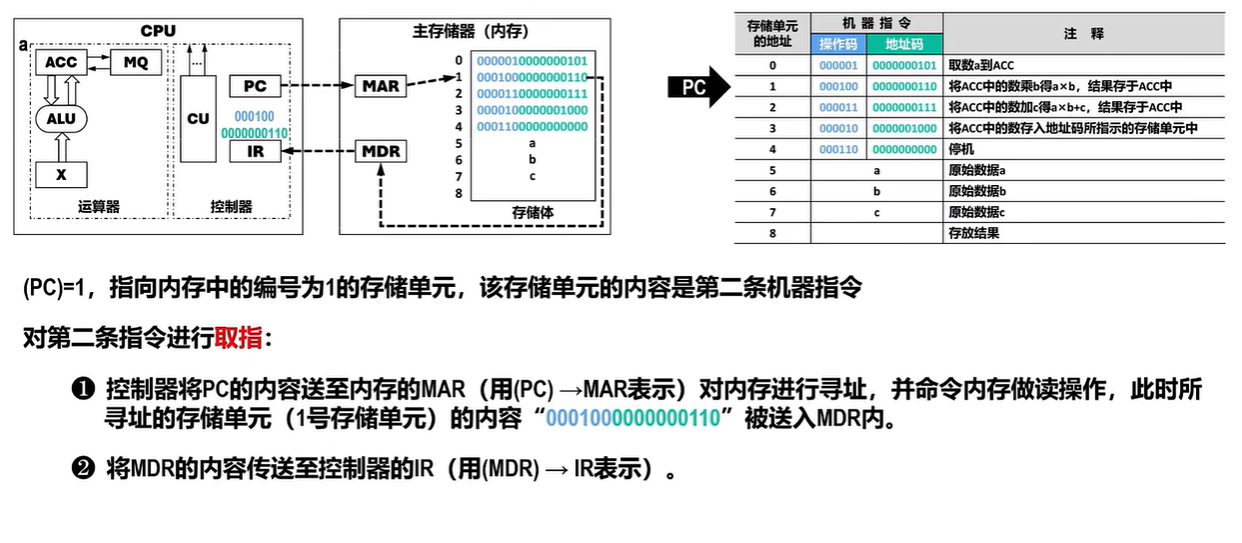 CPU
a
ACC
MQ
ALU
X
运算器
...
CU
PC
000100
0000000110
IR
控制器
主存储器（内存）
MAR
MDR
0 0000010000000101
1 0001000000000110
2 0000110000000111
3 0000100000001000
4 0001100000000000
5 a
6 b
7 c
8
存储体
PC
存储单元的地址 机器指令 注 释
操作码 地址码
0 000001 0000000101 取数a到ACC
1 000100 0000000110 将ACC中的数乘b得a×b，结果存于ACC中
2 000011 0000000111 将ACC中的数加c得a×b+c，结果存于ACC中
3 000010 0000001000 将ACC中的数存入地址码所指示的存储单元中
4 000110 0000000000 停机
5 a 原始数据a
6 b 原始数据b
7 c 原始数据c
8 存放结果
(PC)=1，指向内存中的编号为1的存储单元，该存储单元的内容是第二条机器指令
对第二条指令进行取指：
❶ 控制器将PC的内容送至内存的MAR（用(PC) →MAR表示）对内存进行寻址，并命令内存做读操作，此时所
寻址的存储单元（1号存储单元）的内容“0001000000000110”被送入MDR内。
❷ 将MDR的内容传送至控制器的IR（用(MDR) → IR表示）。